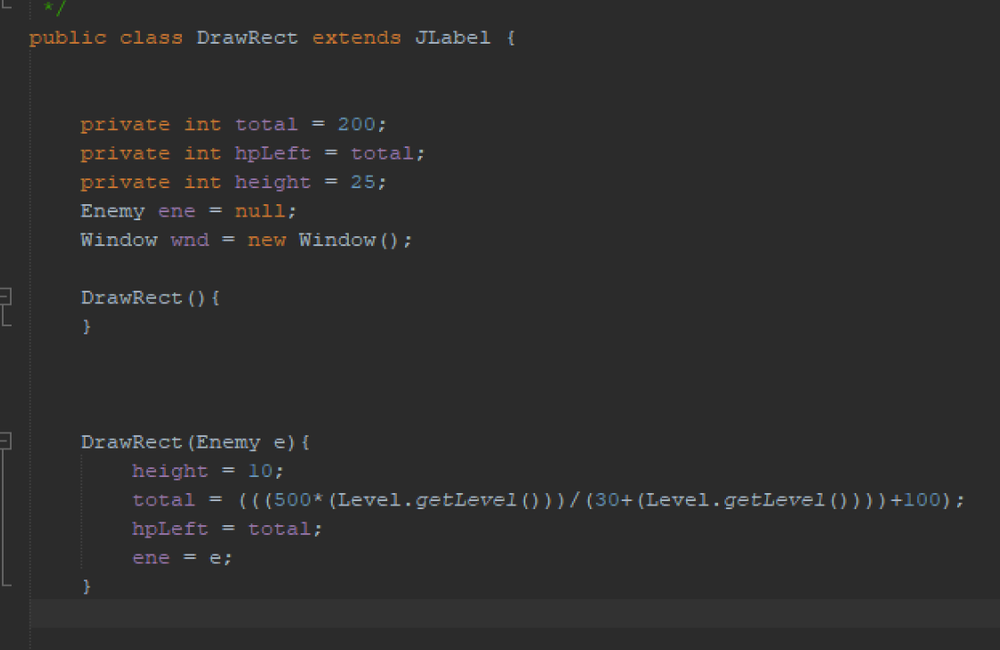 */
public class DrawRect extends JLabel {
private int total = 200;
private int hpLeft = total;
private int height = 25;
Enemy ene = null;
Window wnd = new Window();
DrawRect(){
}
DrawRect(Enemy e){
height = 10;
total = (((500*(Level.getLevel()))/(30+(Level.getLevel())))+100);
hpLeft = total;
ene = e;
}